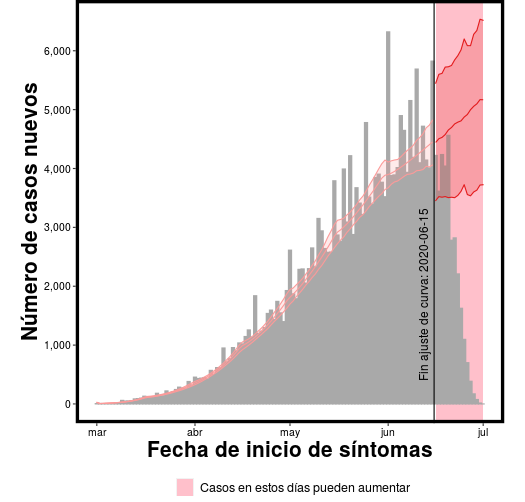 Número de casos nuevos
6,000
5,000
4,000
3,000
2,000
1,000
0
Fin ajuste de curva: 2020-06-15
mar abr may jun jul
Fecha de inicio de síntomas
Casos en estos días pueden aumentar